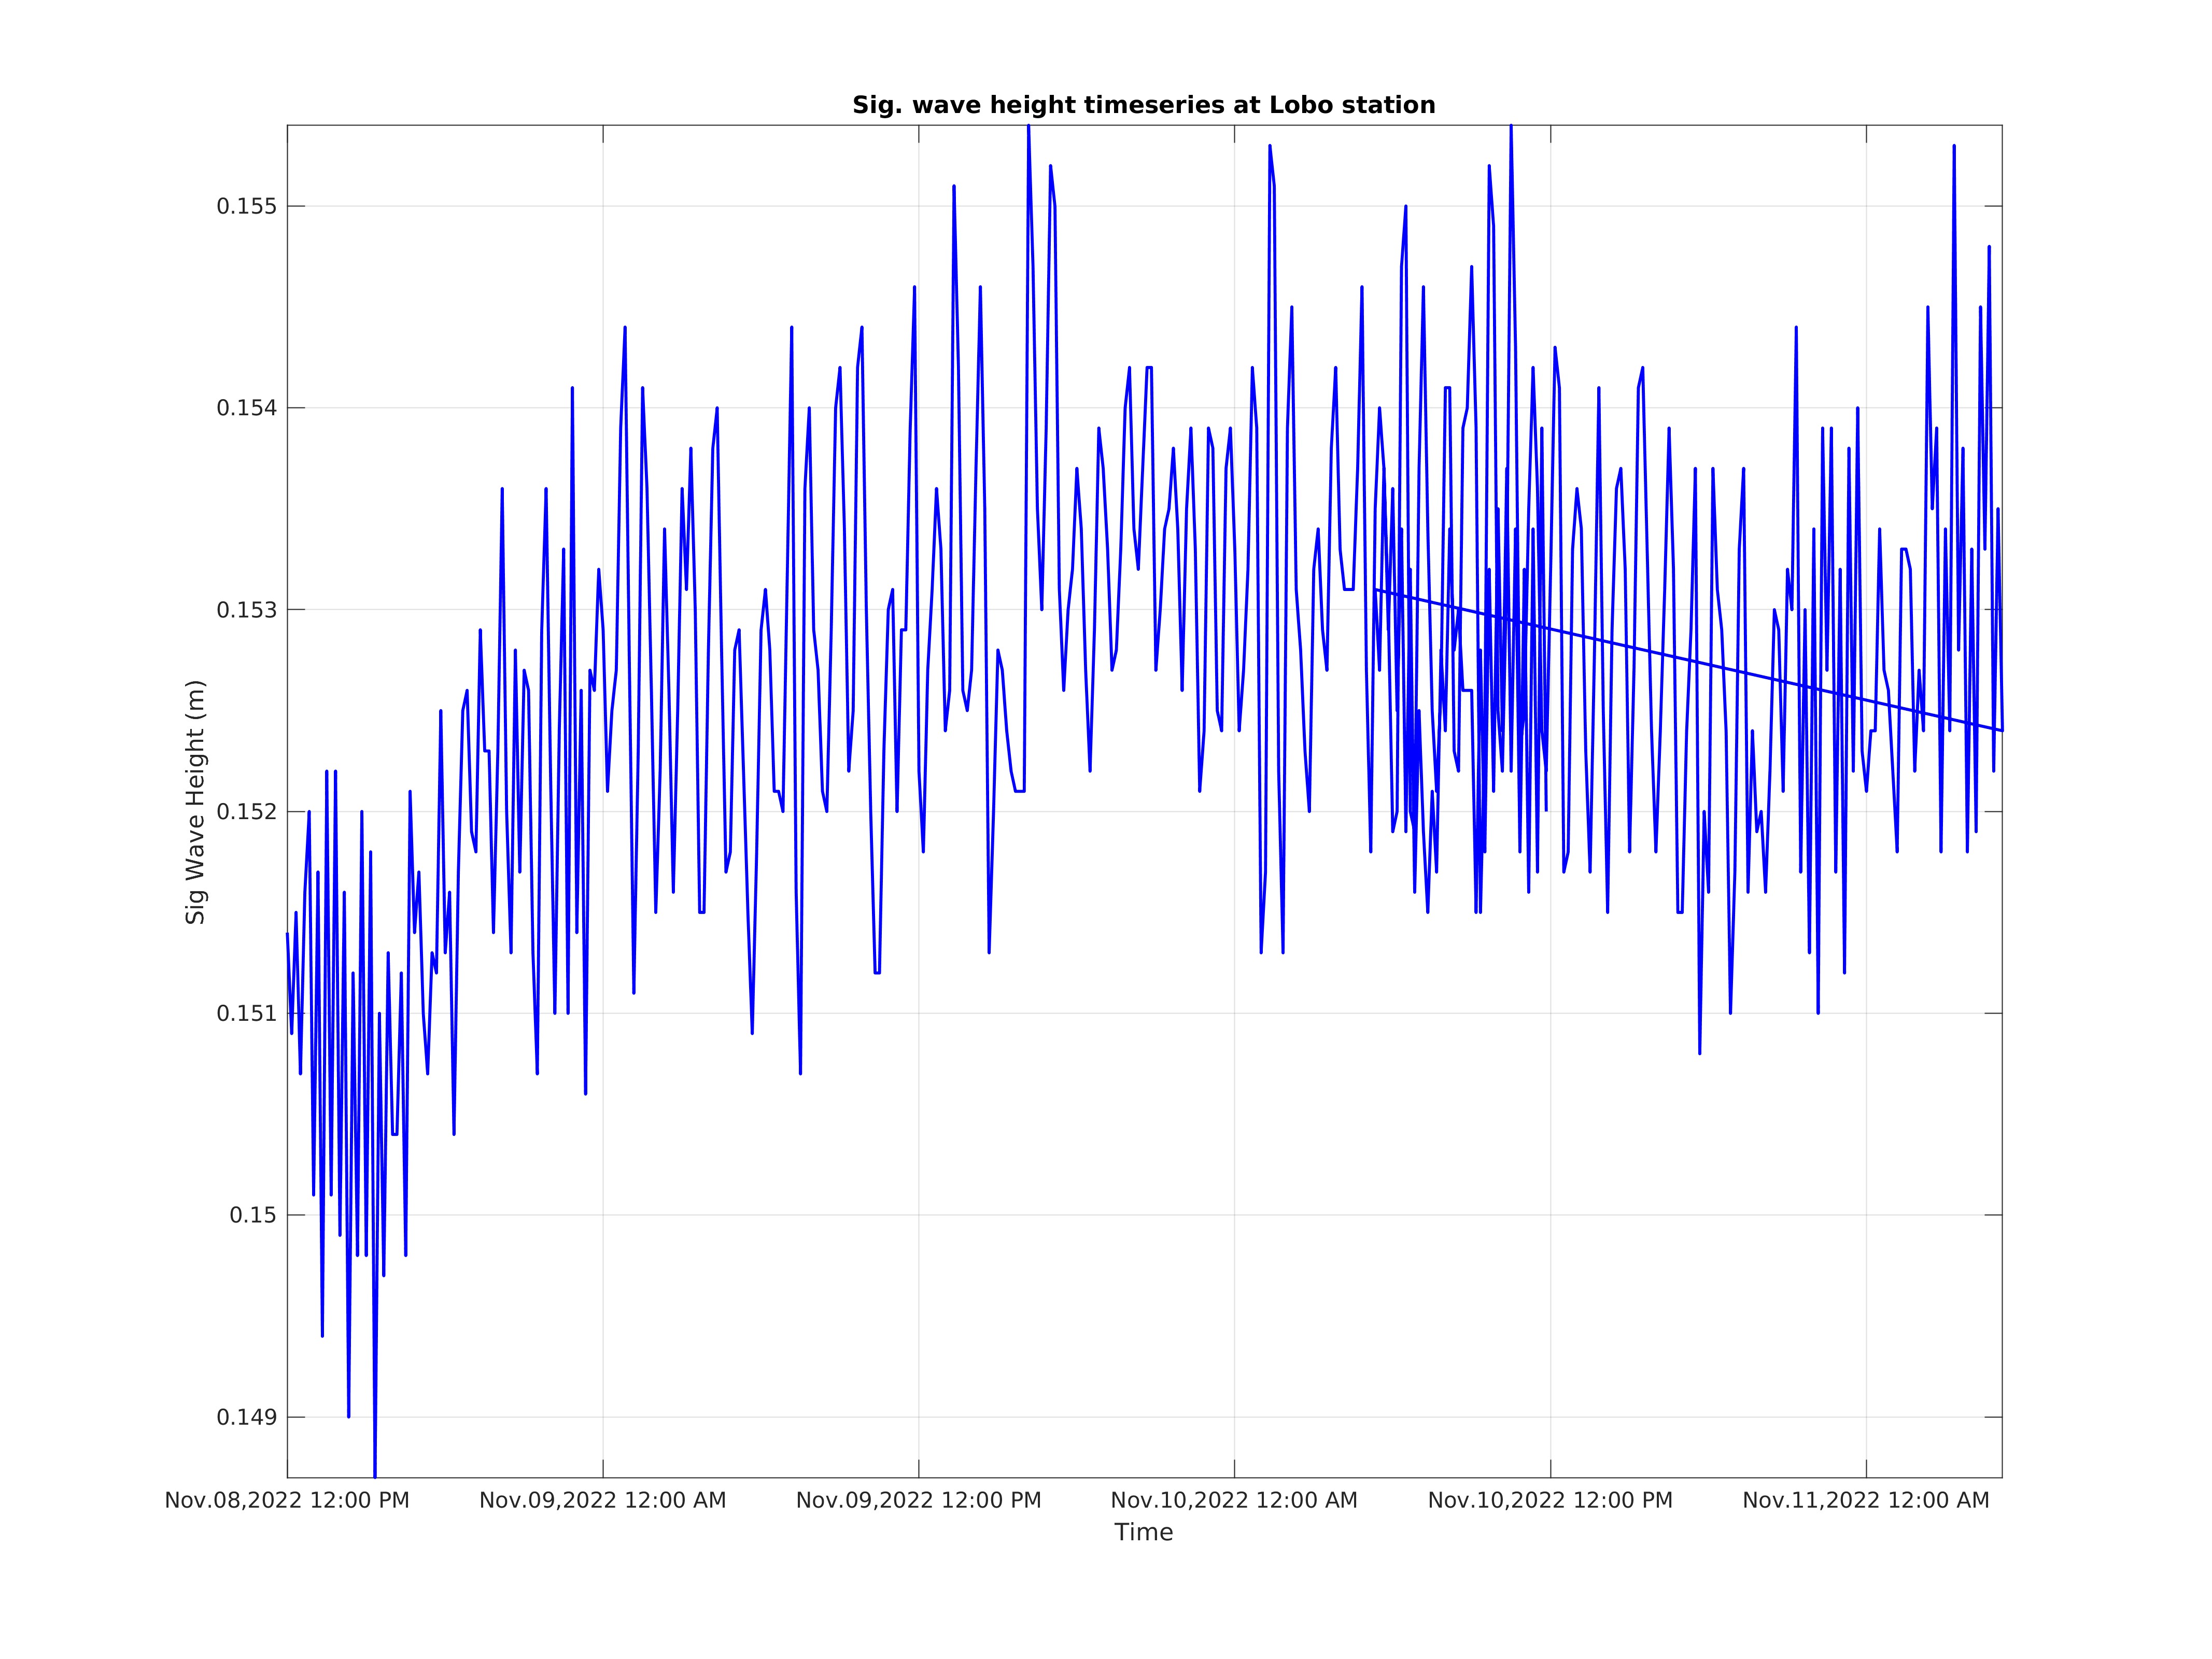 Sig. wave height timeseries at Lobo station
Sig Wave Height (m)
0.155
0.154
0.153
0.152
0.151
0.15
0.149
Nov.08,2022 12:00 PM
Nov.09,2022 12:00 AM
Nov.09,2022 12:00 PM
Nov.10,2022 12:00 AM
Nov.10,2022 12:00 PM
Nov.11,2022 12:00 AM
Time